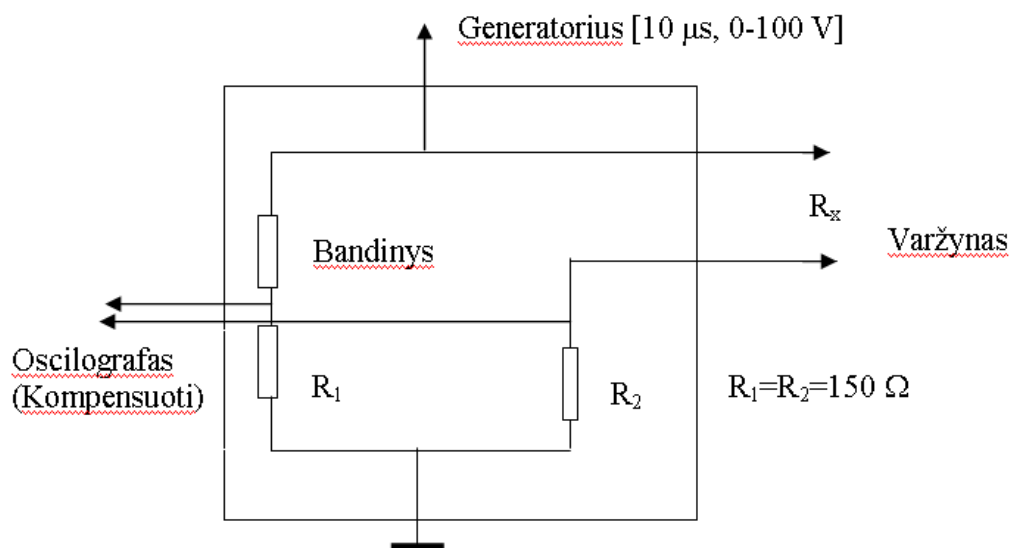 Generatorius [10 μs, 0-100 V]
Rₓ
Varžynas
Bandinys
Oscilografas
(Kompensuoti)
R₁
R₂
R₁=R₂=150 Ω